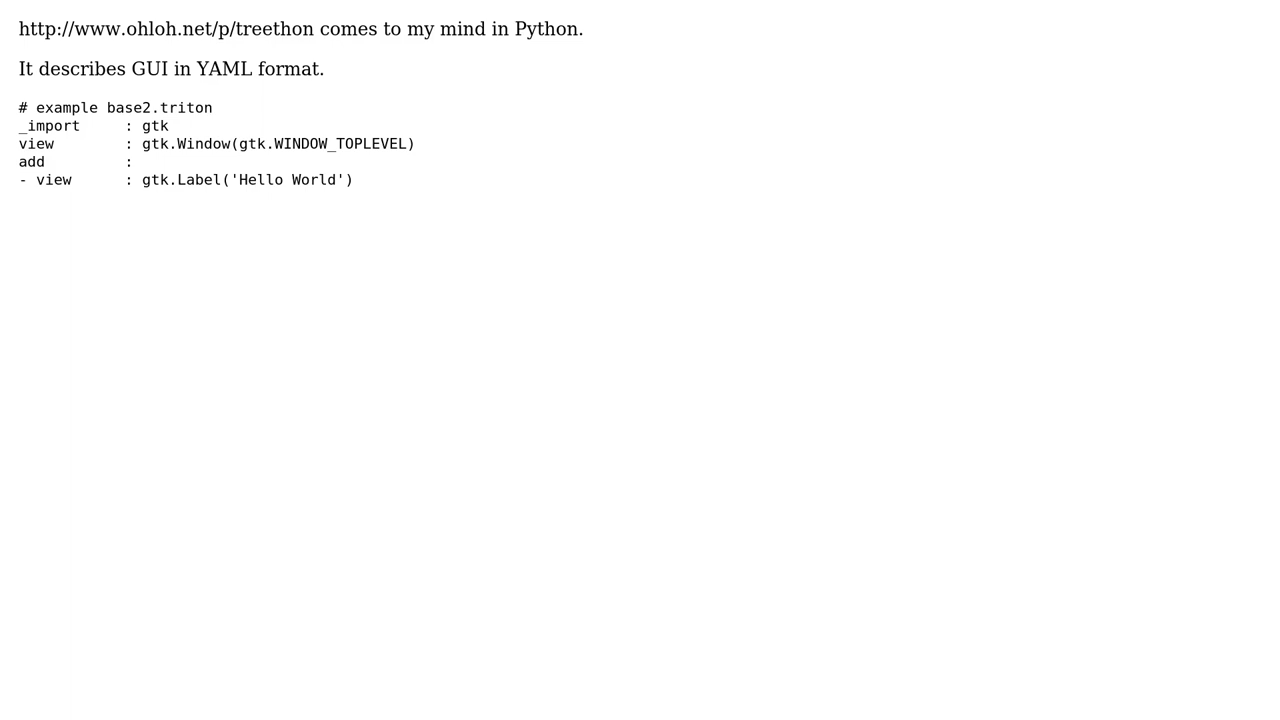 http://www.ohloh.net/p/treethon comes to my mind in Python.
It describes GUI in YAML format.
# example base2.triton
_import     : gtk
view        : gtk.Window(gtk.WINDOW_TOPLEVEL)
add         :
- view      : gtk.Label('Hello World')